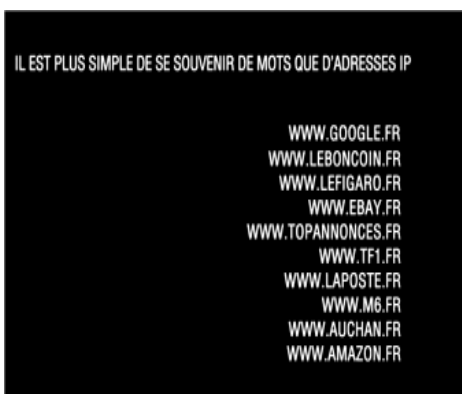 IL EST PLUS SIMPLE DE SE SOUVENIR DE MOTS QUE D'ADRESSES IP
WWW.GOOGLE.FR
WWW.LEBONCOIN.FR
WWW.LEFIGARO.FR
WWW.EBAY.FR
WWW.TOPANNONCES.FR
WWW.TF1.FR
WWW.LAPOSTE.FR
WWW.M6.FR
WWW.AUCHAN.FR
WWW.AMAZON.FR